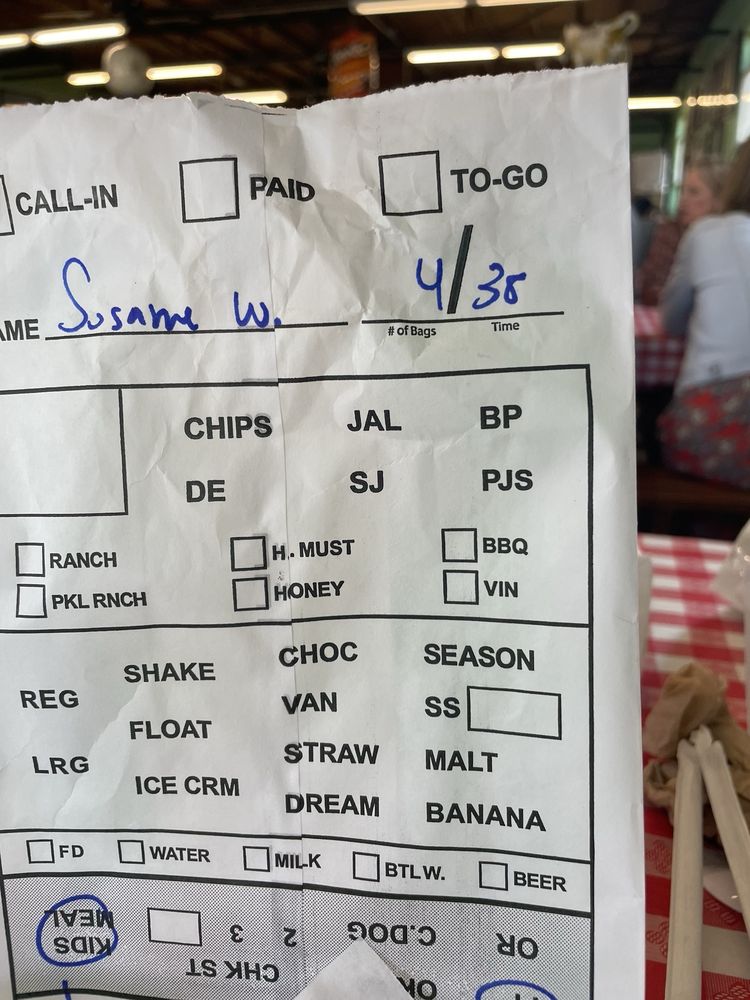 CALL-IN PAID TO-GO
AME Susanne W. 4/38
# of Bags Time
CHIPS JAL BP
DE SJ PJS
RANCH H. MUST BBQ
PKL RNCH HONEY VIN
REG SHAKE CHOC SEASON
FLOAT VAN SS
LRG ICE CRM STRAW MALT
DREAM BANANA
FD WATER MILK BTL W. BEER
KIDS MEAL 3 2 C.DOG OR
CHK ST